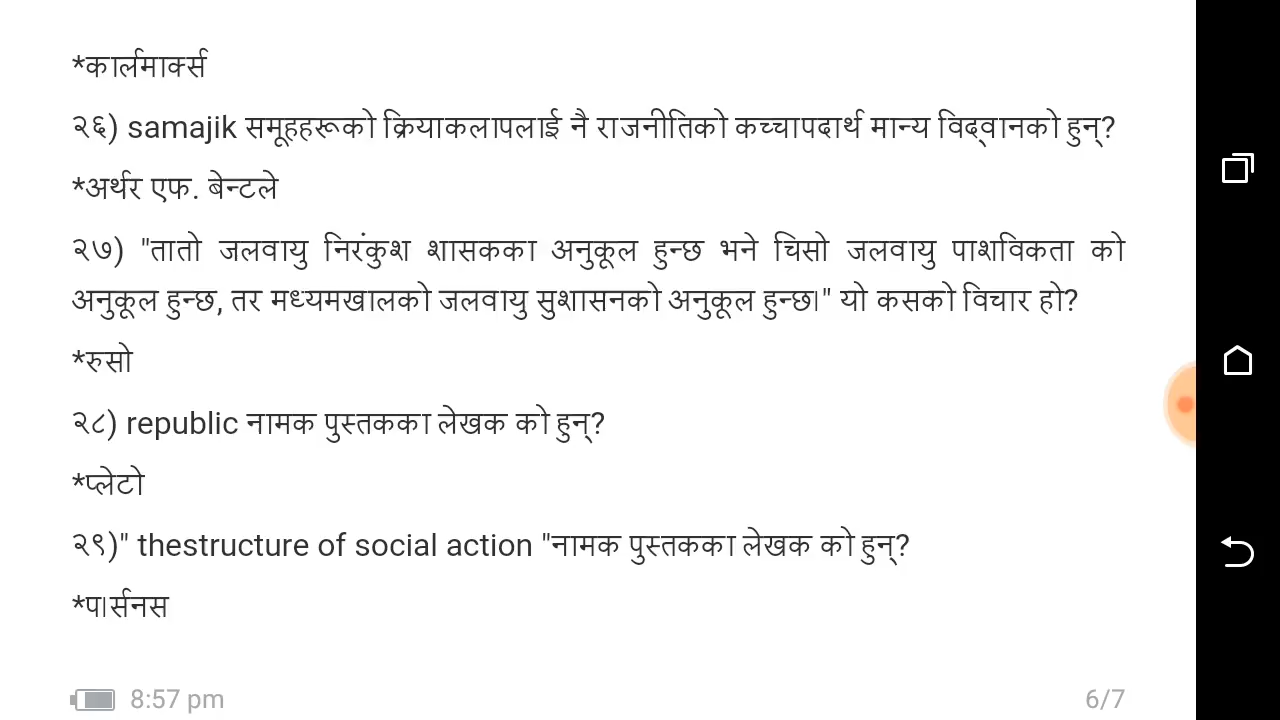 *कार्लमार्क्स
२६) samajik समूहहरूको क्रियाकलापलाई नै राजनीतिको कच्चापदार्थ मान्य विद्वानको हुन्?
*अर्थर एफ. बेन्टले
२७) "तातो जलवायु निरंकुश शासकका अनुकूल हुन्छ भने चिसो जलवायु पाशविकता को
अनुकूल हुन्छ, तर मध्यमखालको जलवायु सुशासनको अनुकूल हुन्छ।" यो कसको विचार हो?
*रुसो
२८) republic नामक पुस्तकका लेखक को हुन्?
*प्लेटो
२९)" thestructure of social action "नामक पुस्तकका लेखक को हुन्?
*प।र्सनस
8:57 pm
6/7